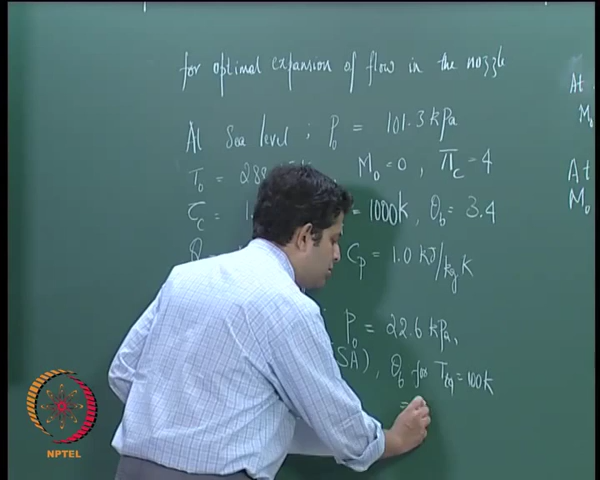 for optimal expansion of flow in the nozzle
At Sea level ; P₀ = 101.3 kPa
T₀ = 288 , M₀ = 0 , Πc = 4
τc = 1. = 1000K , θb = 3.4
Cp = 1.0 kJ/kg K
P₀ = 22.6 kPa,
SA) , θb for = 100K
=
At
M₀
At
M₀
NPTEL